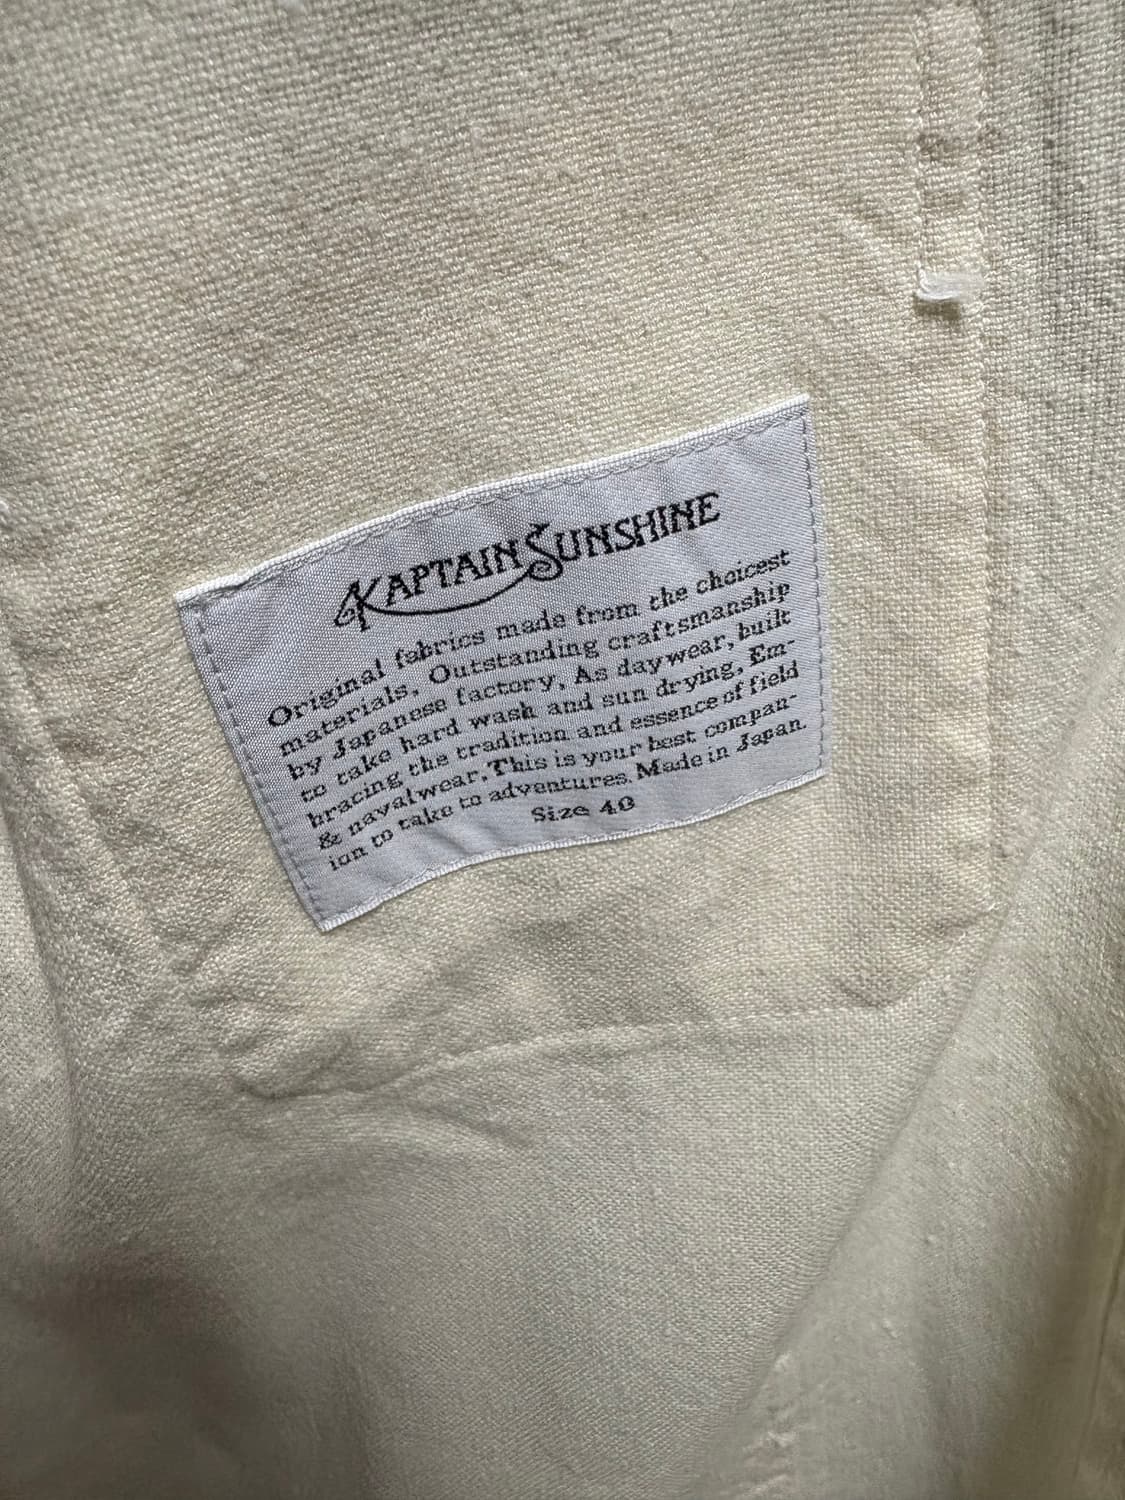 KAPTAIN SUNSHINE
Original fabrics made from the choicest
materials. Outstanding craftsmanship
by Japanese factory. As daywear, built
to take hard wash and sun drying. Em-
bracing the tradition and essence of field
& navalwear. This is your best compan-
ion to take to adventures. Made in Japan.
Size 40